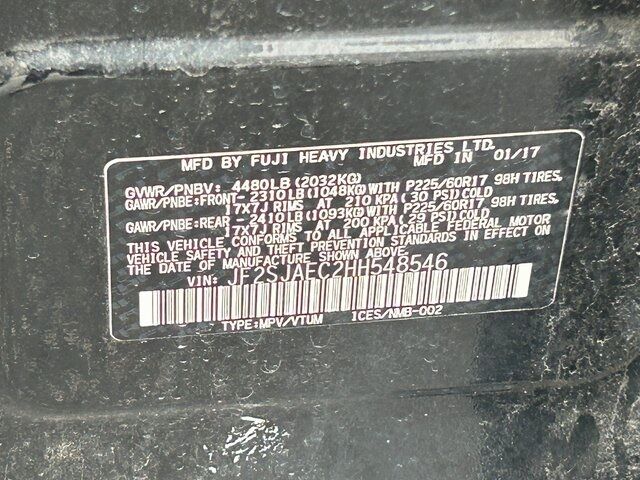 MFD BY FUJI HEAVY INDUSTRIES LTD.
MFD IN 01/17
GVWR/PNBV: 4480LB (2032KG)
GAWR/PNBE:FRONT- 2310LB (1048KG) WITH P225/60R17 98H TIRES,
17X7J RIMS AT 210 KPA (30 PSI) COLD
GAWR/PNBE:REAR - 2410LB (1093KG) WITH P225/60R17 98H TIRES,
17X7J RIMS AT 200 KPA (29 PSI) COLD
THIS VEHICLE CONFORMS TO ALL APPLICABLE FEDERAL MOTOR
VEHICLE SAFETY AND THEFT PREVENTION STANDARDS IN EFFECT ON THE
DATE OF MANUFACTURE SHOWN ABOVE.
VIN: JF2SJAEC2HH548546
TYPE:MPV/VTUM 1CES/NMB-002